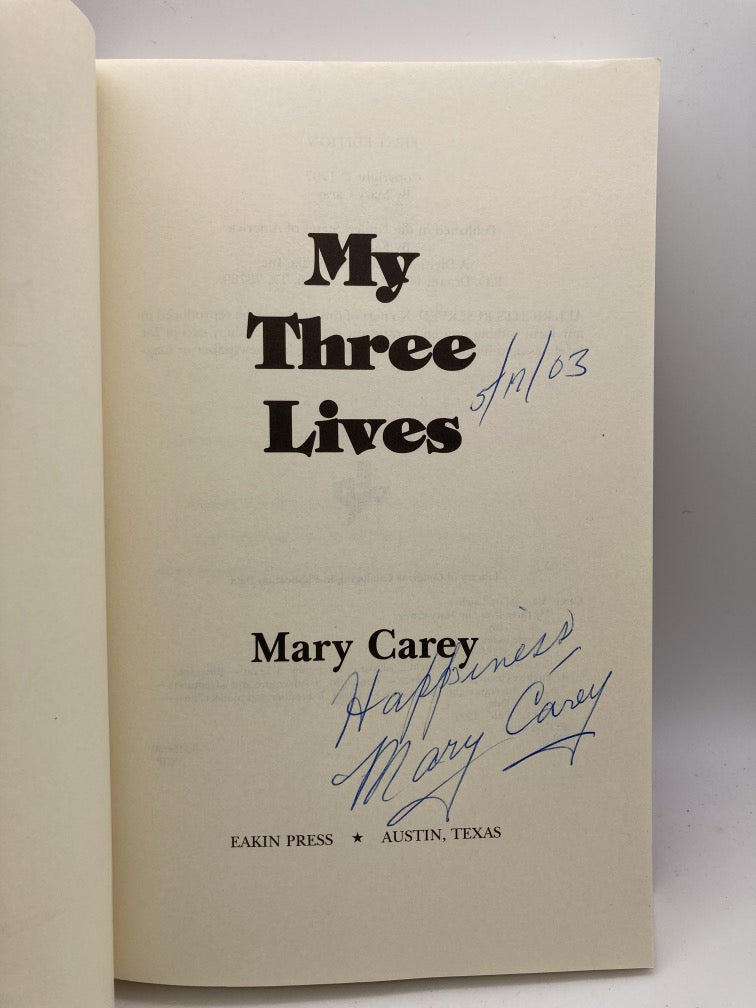 My
Three
Lives
5/17/03
Mary Carey
Happiness
Mary Carey
EAKIN PRESS ★ AUSTIN, TEXAS